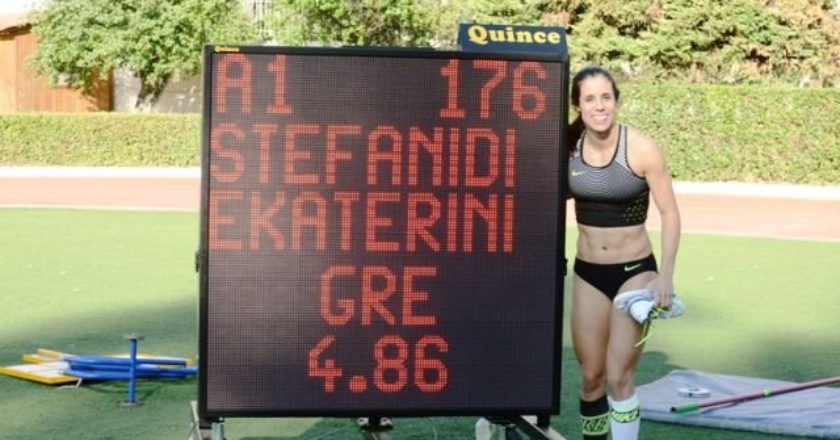 Quince
Quince
A1 176
STEFANIDI
EKATERINI
GRE
4.86